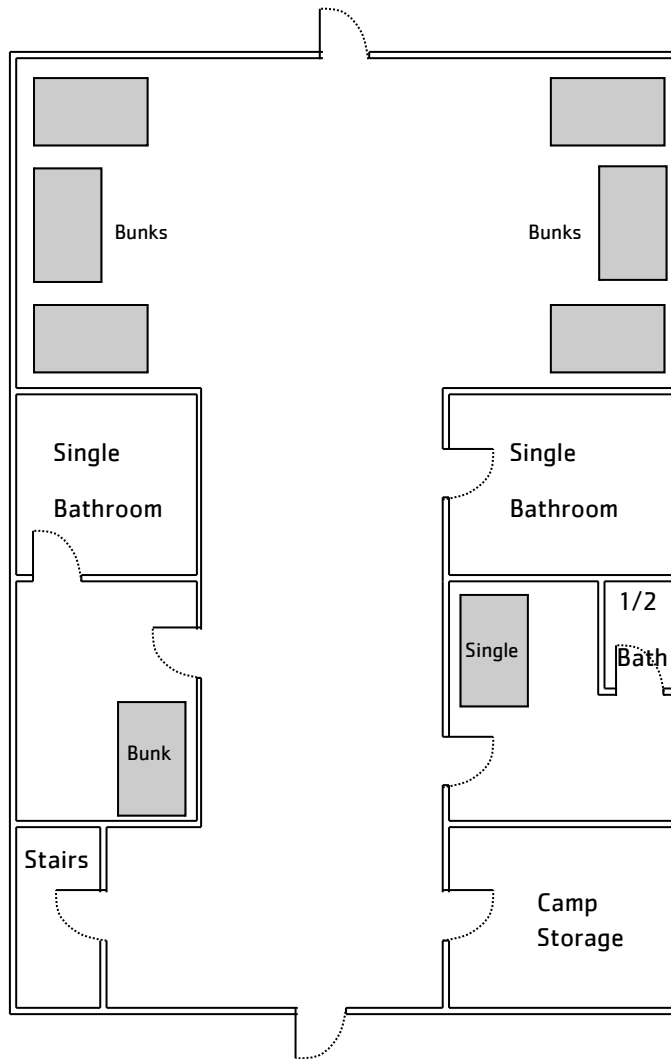 Bunks
Bunks
Single
Bathroom
Single
Bathroom
1/2
Bath
Single
Bunk
Stairs
Camp
Storage